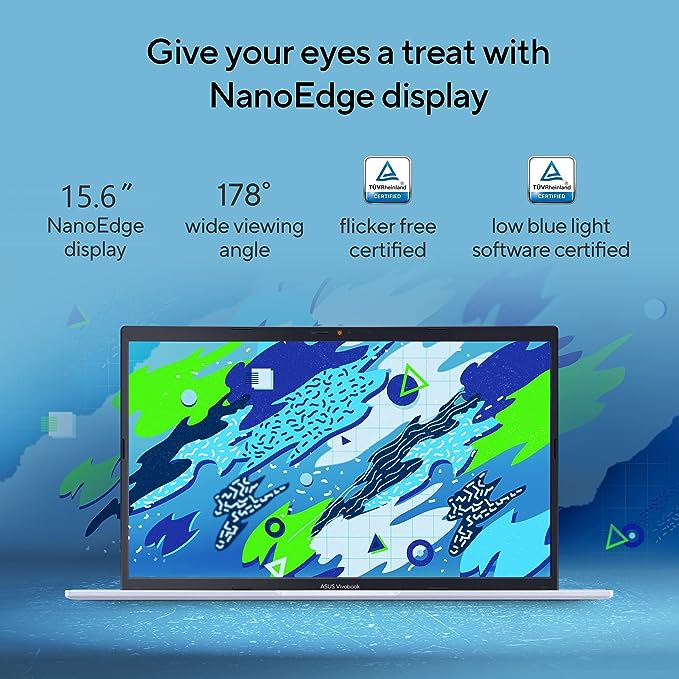 Give your eyes a treat with
NanoEdge display
15.6″
NanoEdge
display
178°
wide viewing
angle
TÜVRheinland
CERTIFIED
flicker free
certified
TÜVRheinland
CERTIFIED
low blue light
software certified
ASUS Vivobook